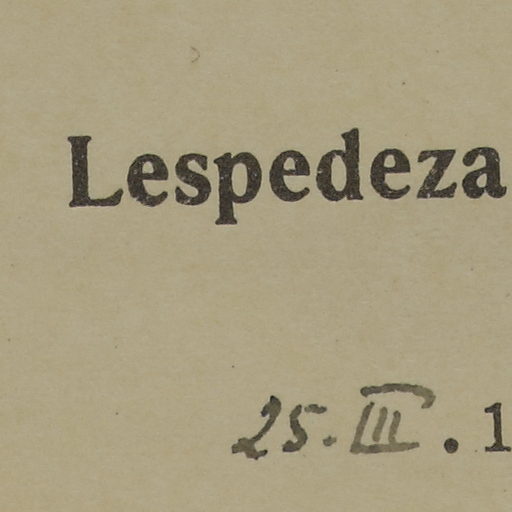 Lespedeza
25. III . 1